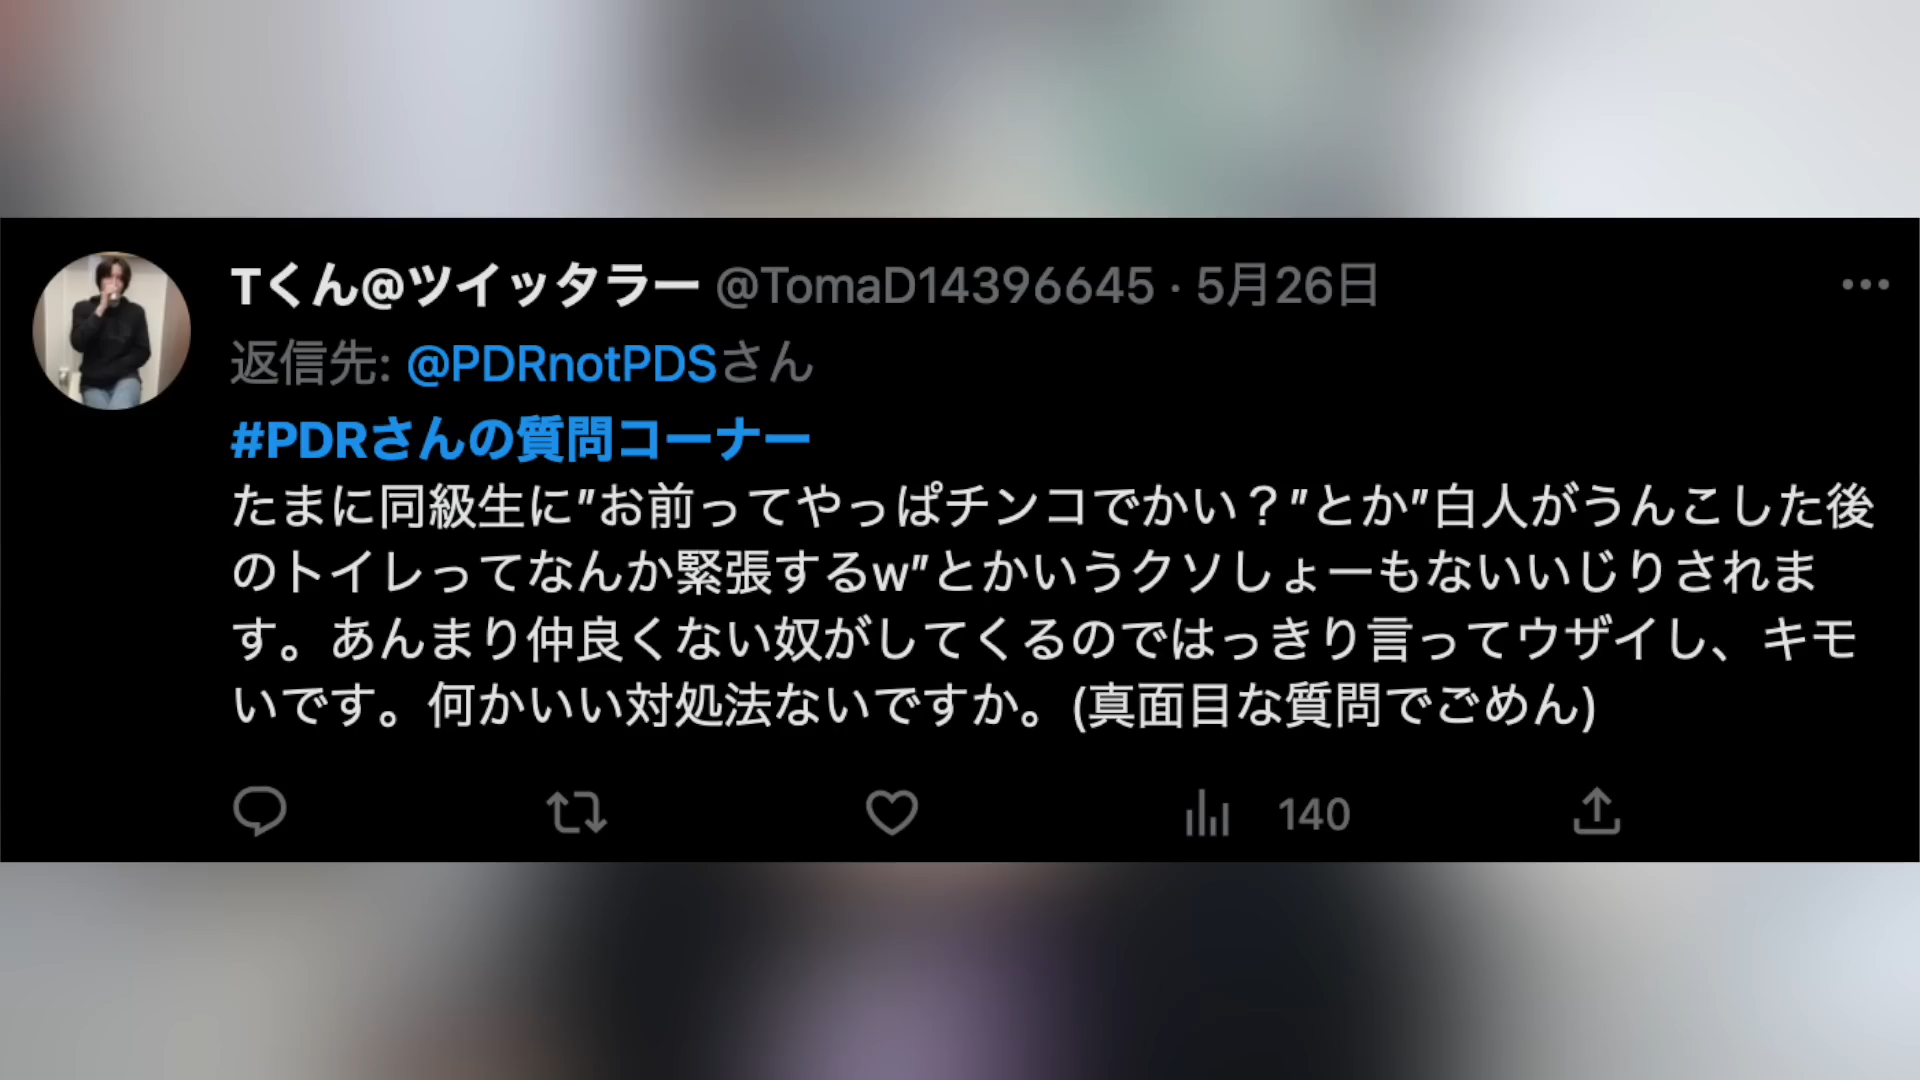 Tくん@ツイッタラー @TomaD14396645 · 5月26日
返信先: @PDRnotPDSさん
#PDRさんの質問コーナー
たまに同級生に”お前ってやっぱチンコでかい？”とか”白人がうんこした後
のトイレってなんか緊張するw”とかいうクソしょーもないいじりされま
す。あんまり仲良くない奴がしてくるのではっきり言ってウザイし、キモ
いです。何かいい対処法ないですか。(真面目な質問でごめん)
140